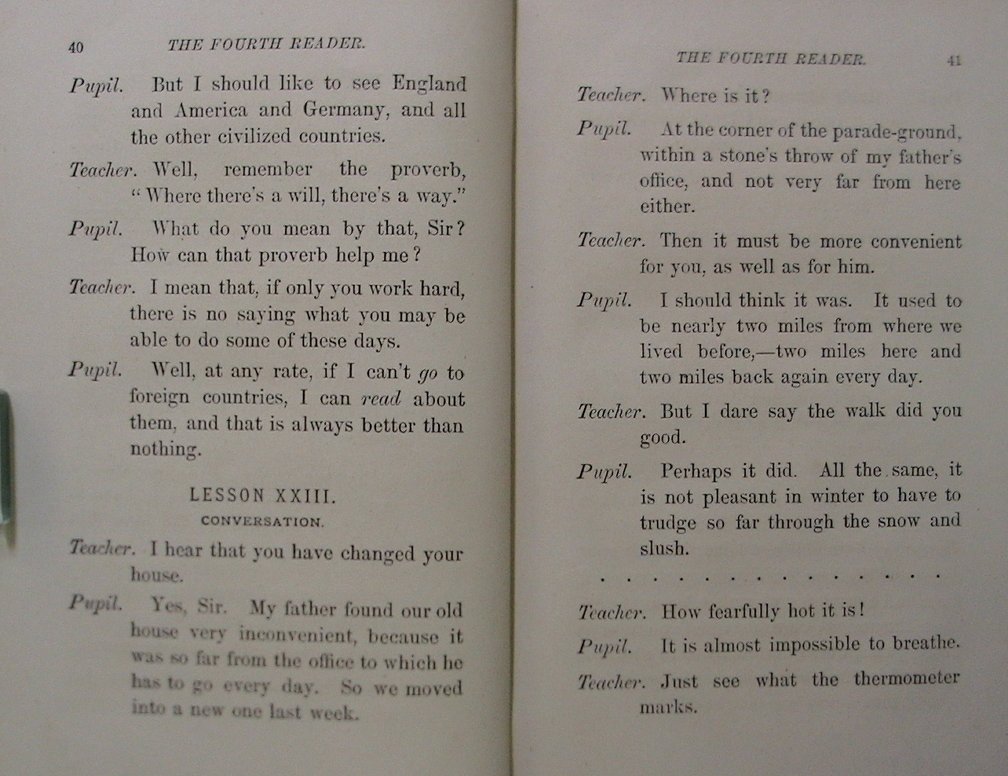 40 THE FOURTH READER.
Pupil. But I should like to see England
and America and Germany, and all
the other civilized countries.
Teacher. Well, remember the proverb,
“Where there's a will, there's a way.”
Pupil. What do you mean by that, Sir?
How can that proverb help me?
Teacher. I mean that, if only you work hard,
there is no saying what you may be
able to do some of these days.
Pupil. Well, at any rate, if I can't go to
foreign countries, I can read about
them, and that is always better than
nothing.
LESSON XXIII.
CONVERSATION.
Teacher. I hear that you have changed your
house.
Pupil. Yes, Sir. My father found our old
house very inconvenient, because it
was so far from the office to which he
has to go every day. So we moved
into a new one last week.
THE FOURTH READER. 41
Teacher. Where is it?
Pupil. At the corner of the parade-ground,
within a stone's throw of my father's
office, and not very far from here
either.
Teacher. Then it must be more convenient
for you, as well as for him.
Pupil. I should think it was. It used to
be nearly two miles from where we
lived before,—two miles here and
two miles back again every day.
Teacher. But I dare say the walk did you
good.
Pupil. Perhaps it did. All the same, it
is not pleasant in winter to have to
trudge so far through the snow and
slush.
. . . . . . . . . . . . . .
Teacher. How fearfully hot it is!
Pupil. It is almost impossible to breathe.
Teacher. Just see what the thermometer
marks.